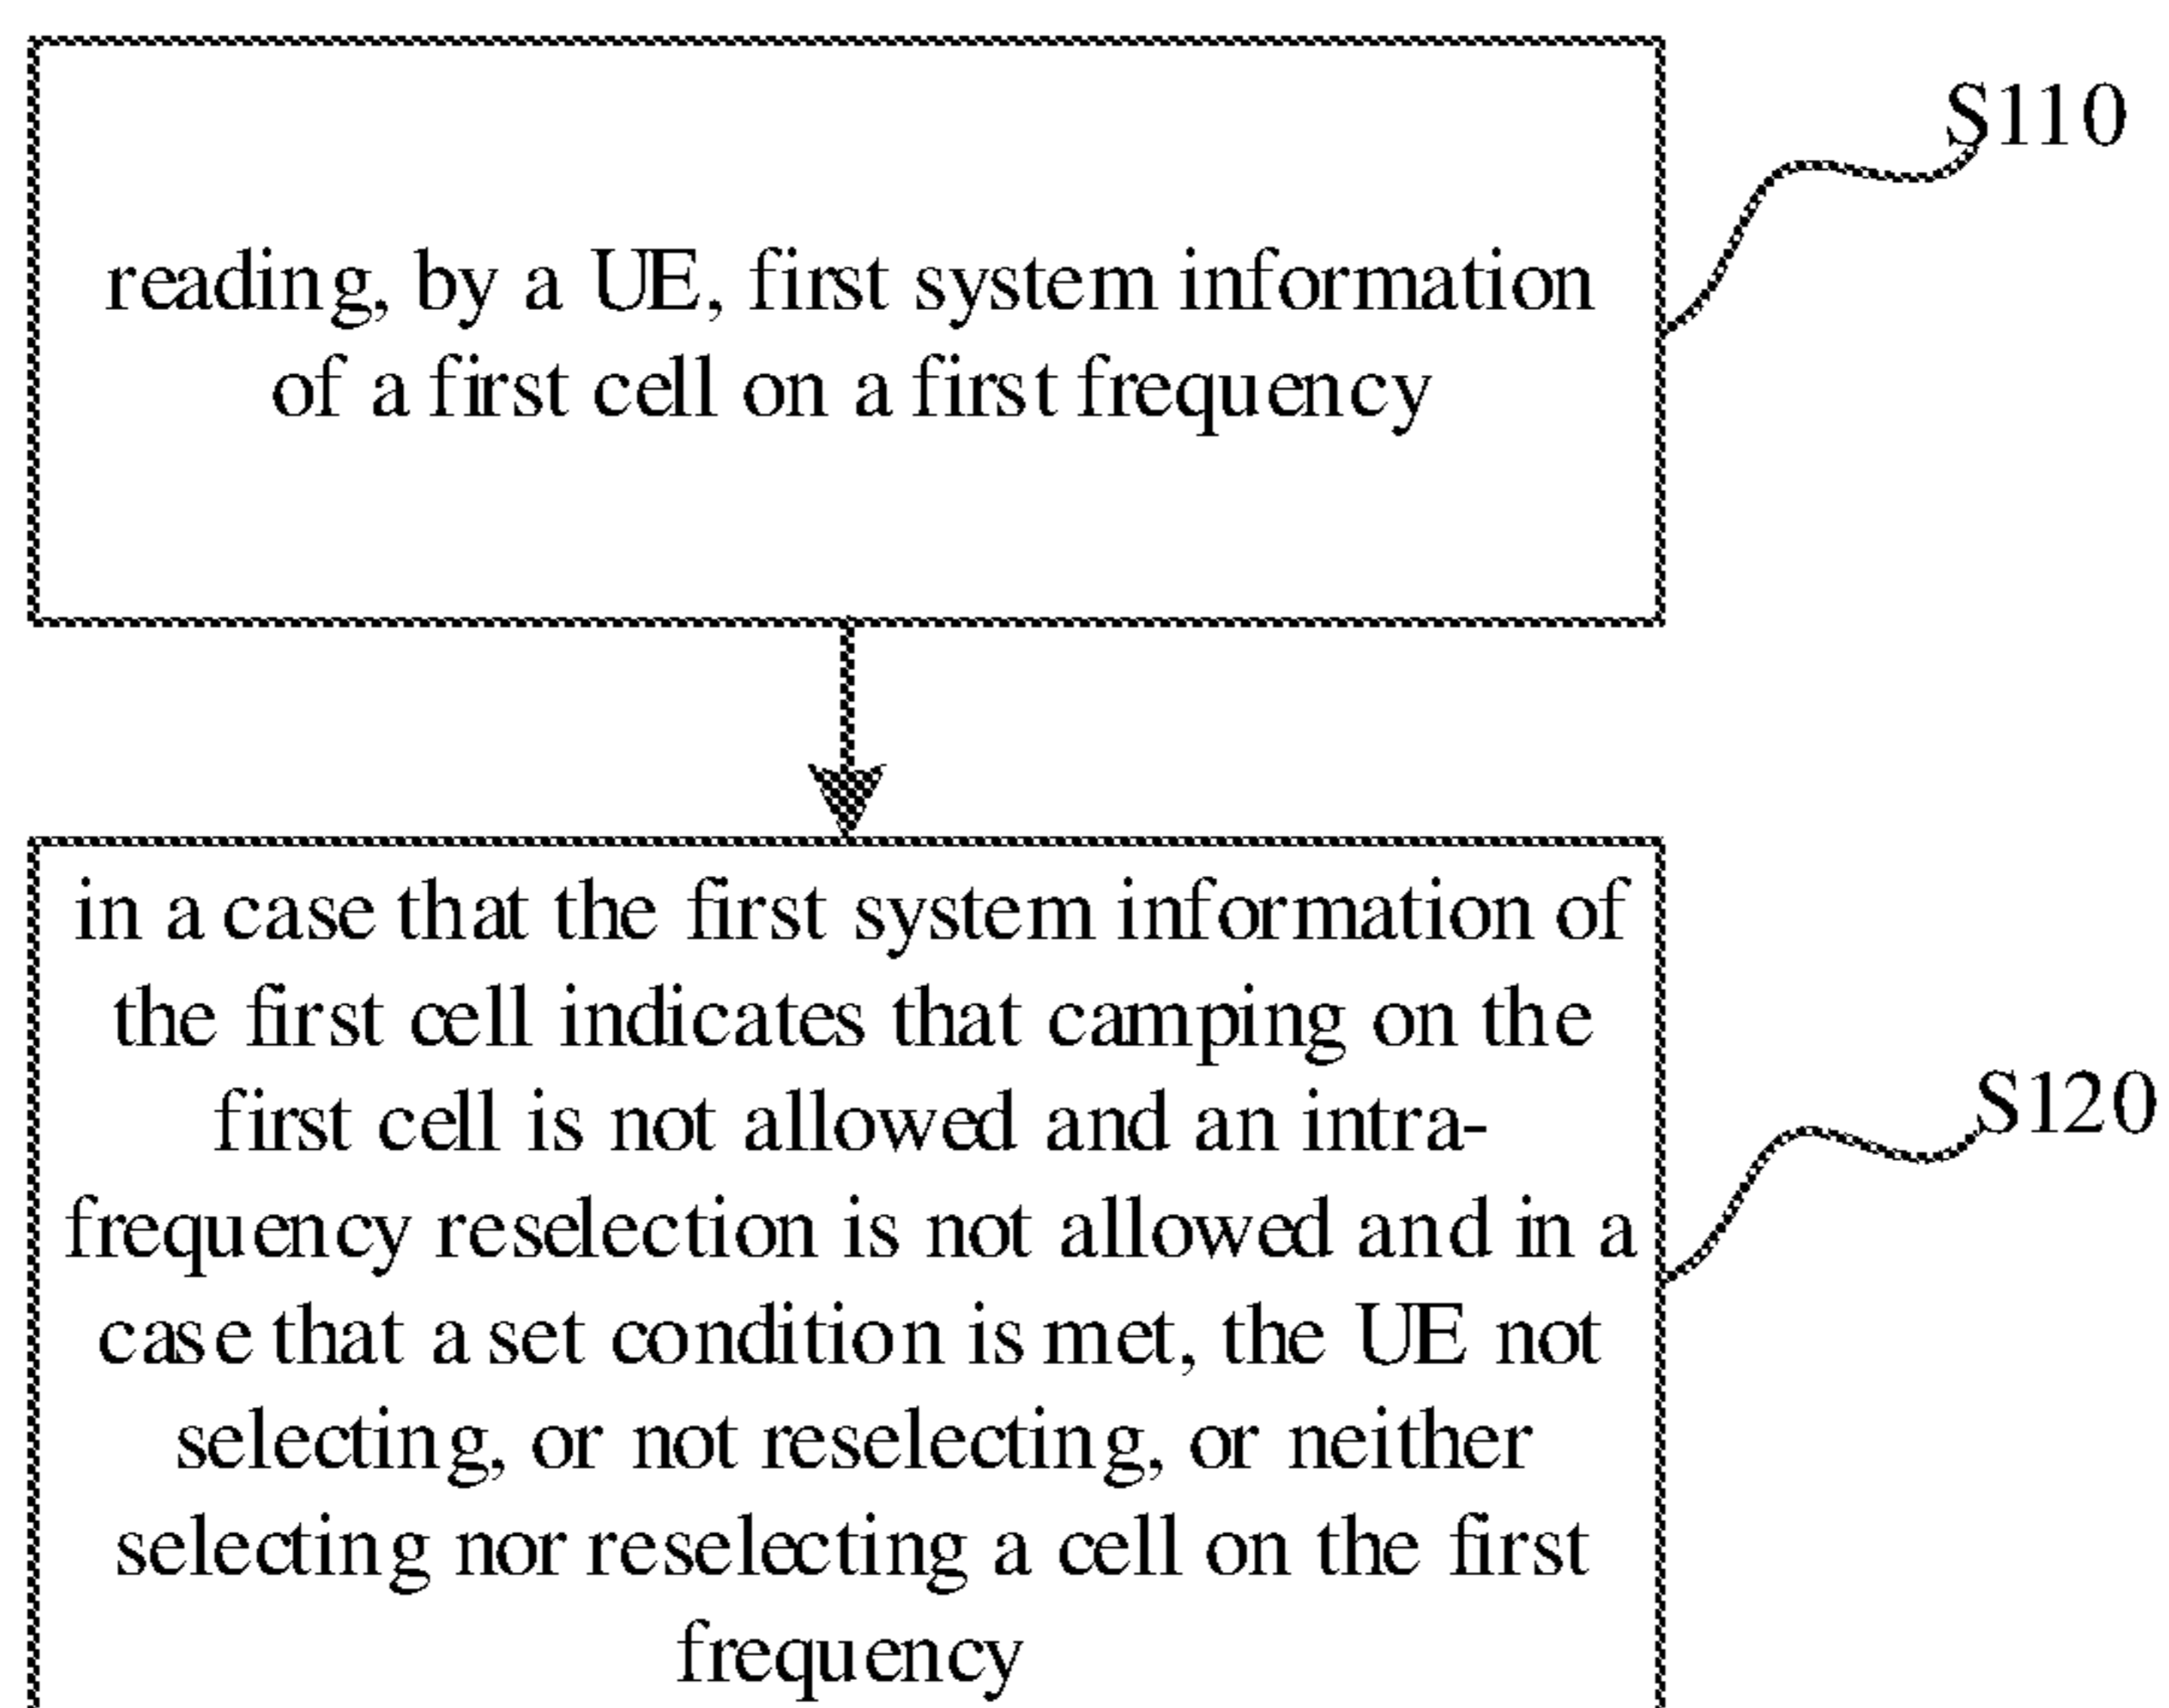 S110
reading, by a UE, first system information
of a first cell on a first frequency
in a case that the first system information of
the first cell indicates that camping on the
first cell is not allowed and an intra-
frequency reselection is not allowed and in a
case that a set condition is met, the UE not
selecting, or not reselecting, or neither
selecting nor reselecting a cell on the first
frequency
S120